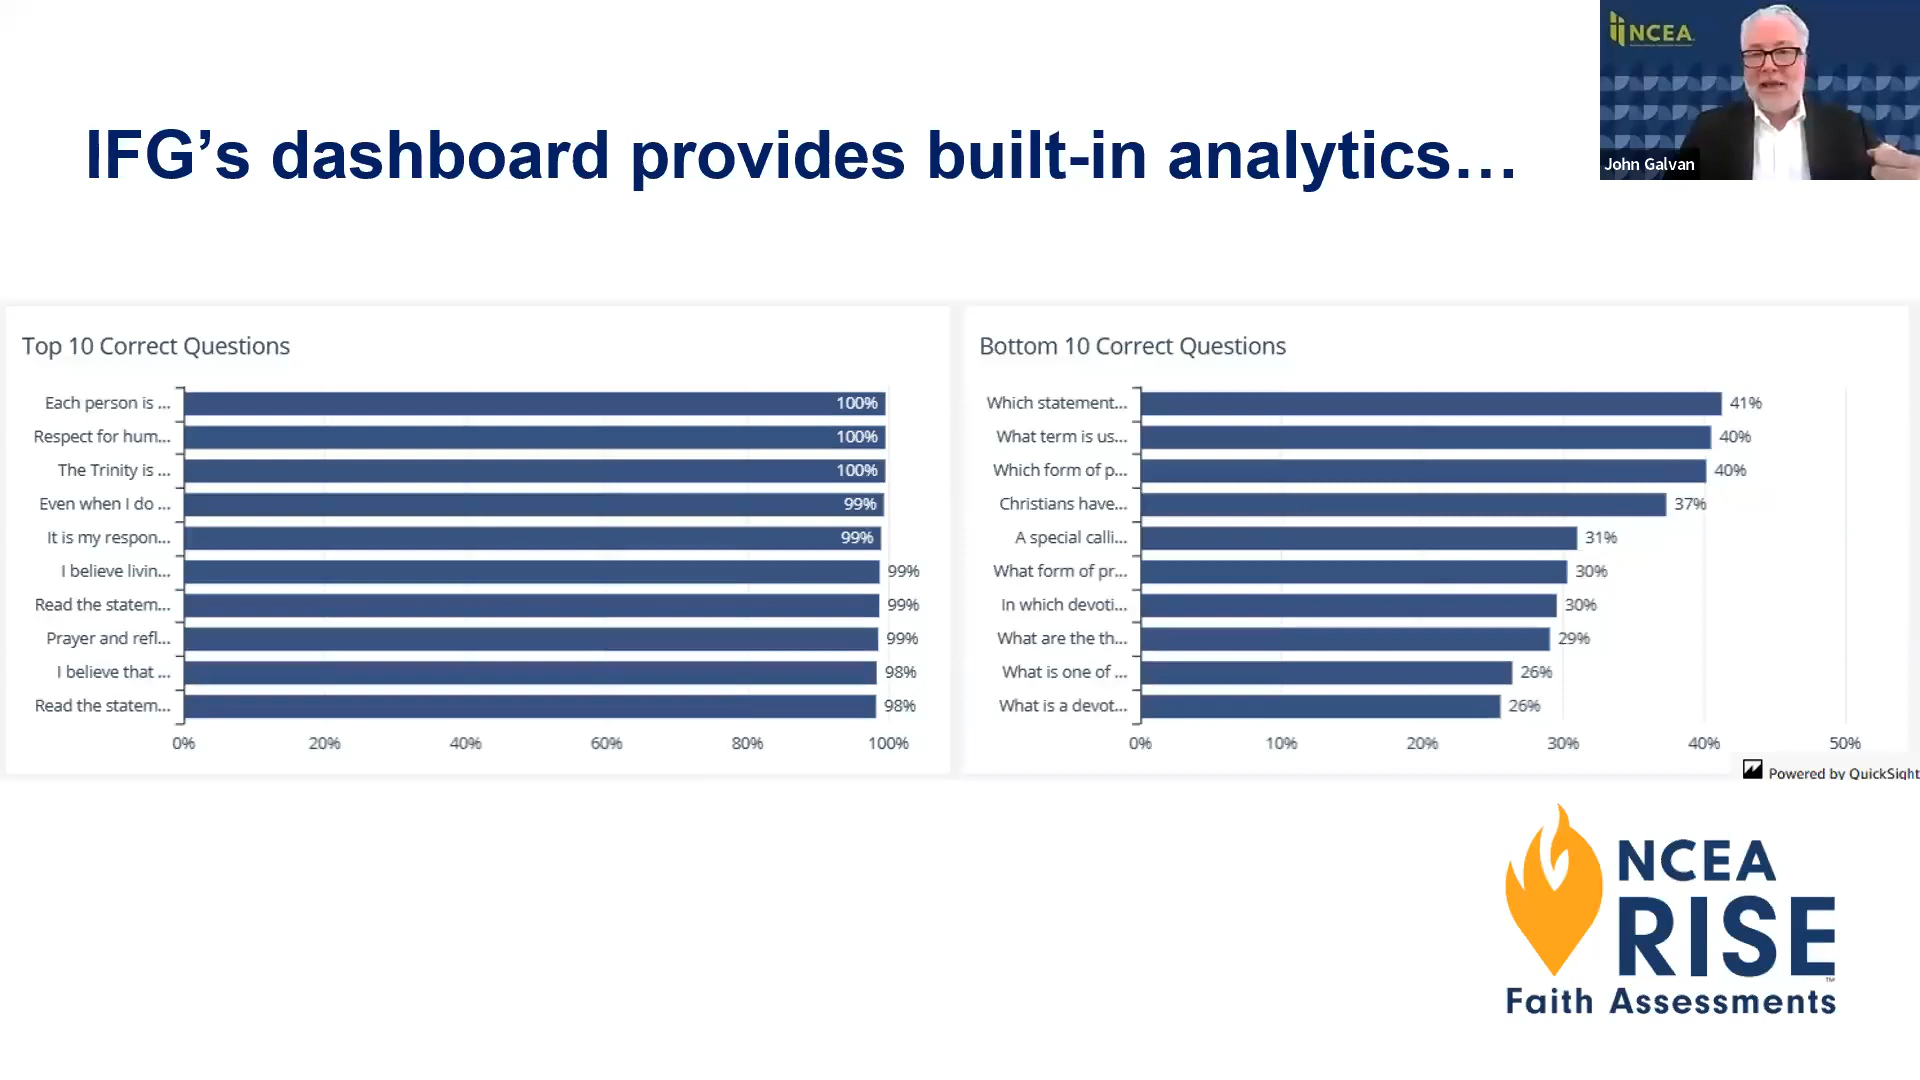 IFG’s dashboard provides built-in analytics…
NCEA
John Galvan
Top 10 Correct Questions
Each person is ... 100%
Respect for hum... 100%
The Trinity is ... 100%
Even when I do ... 99%
It is my respon... 99%
I believe livin... 99%
Read the statem... 99%
Prayer and refl... 99%
I believe that ... 98%
Read the statem... 98%
0% 20% 40% 60% 80% 100%
Bottom 10 Correct Questions
Which statement... 41%
What term is us... 40%
Which form of p... 40%
Christians have... 37%
A special calli... 31%
What form of pr... 30%
In which devoti... 30%
What are the th... 29%
What is one of ... 26%
What is a devot... 26%
0% 10% 20% 30% 40% 50%
Powered by QuickSight
NCEA
RISE™
Faith Assessments